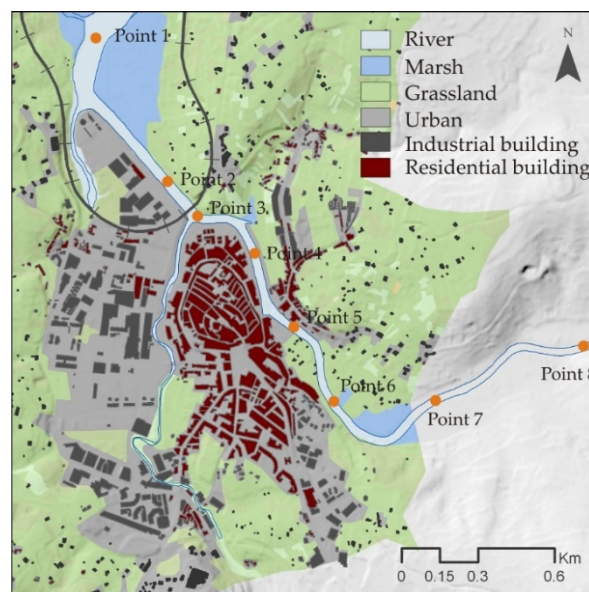 Point 1
N
River
Marsh
Grassland
Urban
Industrial building
Residential building
Point 2
Point 3
Point 4
Point 5
Point 6
Point 7
Point 8
Km
0 0.15 0.3 0.6